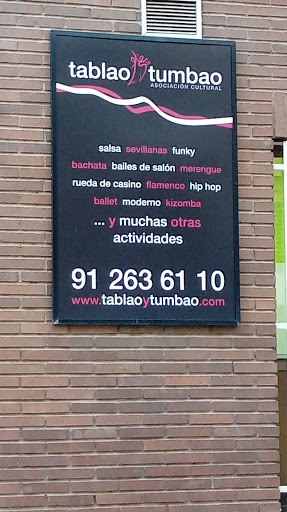 tablao y tumbao
ASOCIACIÓN CULTURAL
salsa sevillanas funky
bachata bailes de salón merengue
rueda de casino flamenco hip hop
ballet moderno kizomba
... y muchas otras
actividades
91 263 61 10
www.tablaoytumbao.com